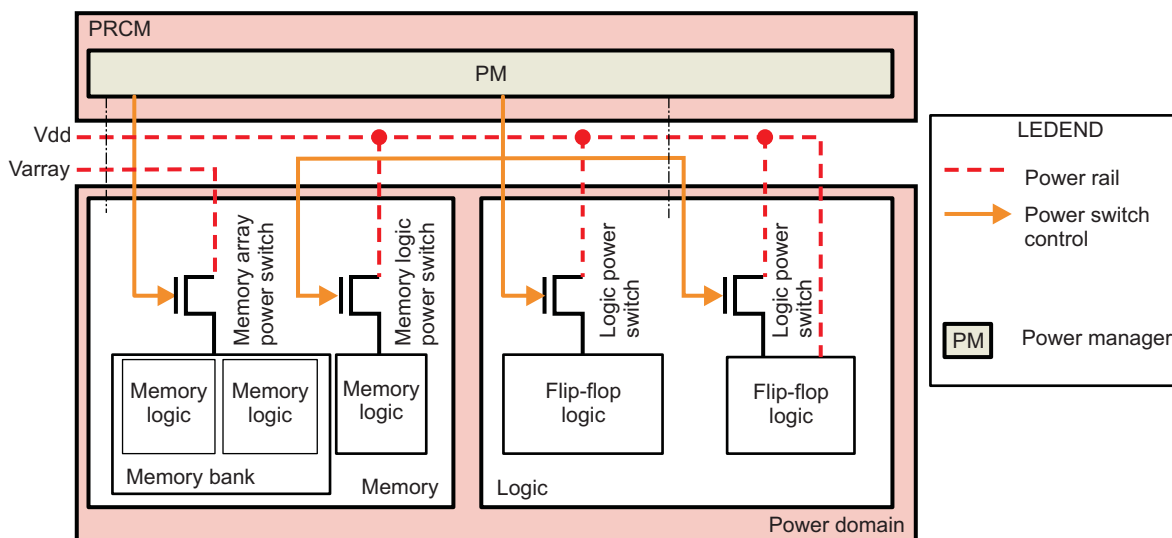 PRCM
PM
Vdd
Varray
LEDEND
Power rail
Power switch
control
PM
Power manager
Memory array
power switch
Memory logic
power switch
Logic power
switch
Logic power
switch
Memory
logic
Memory
logic
Memory
logic
Flip-flop
logic
Flip-flop
logic
Memory bank
Memory
Logic
Power domain